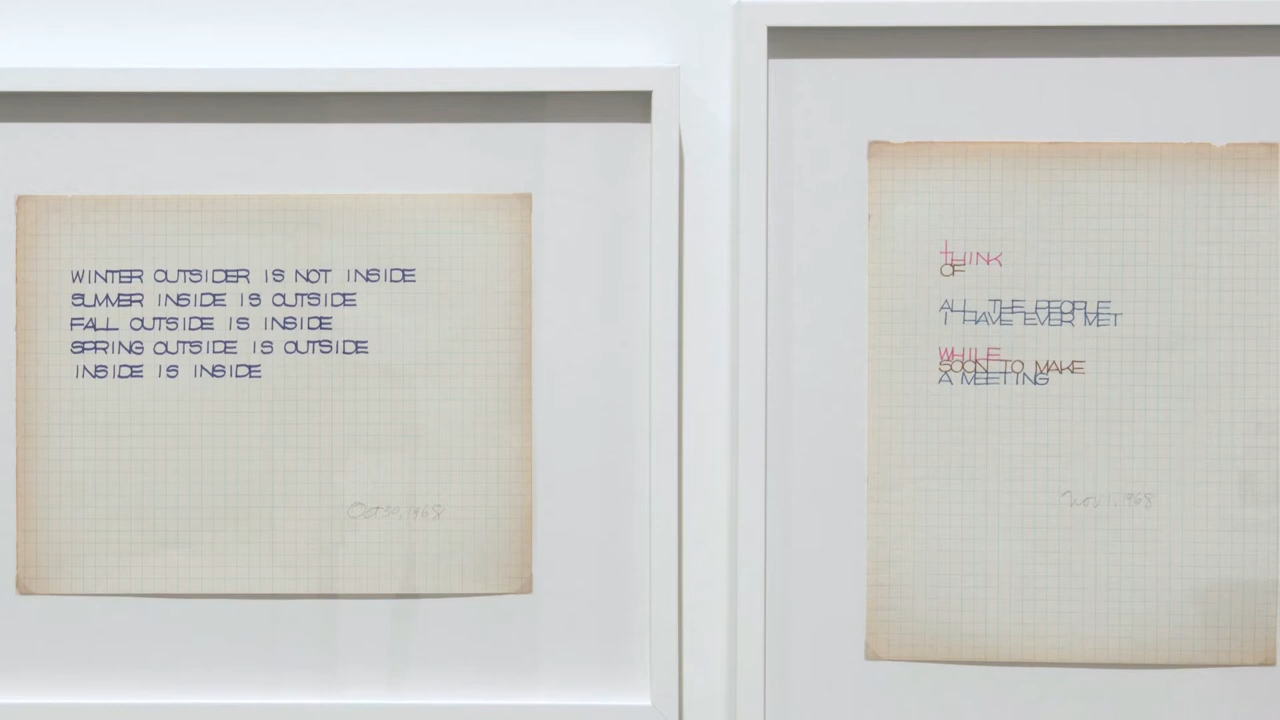 WINTER OUTSIDER IS NOT INSIDE
SUMMER INSIDE IS OUTSIDE
FALL OUTSIDE IS INSIDE
SPRING OUTSIDE IS OUTSIDE
INSIDE IS INSIDE
Oct 30, 1968
tHINK
OF
ALL THE PEOPLE
I HAVE EVER MET
WHILE
SOON TO MAKE
A MEETING
Nov 1, 1968